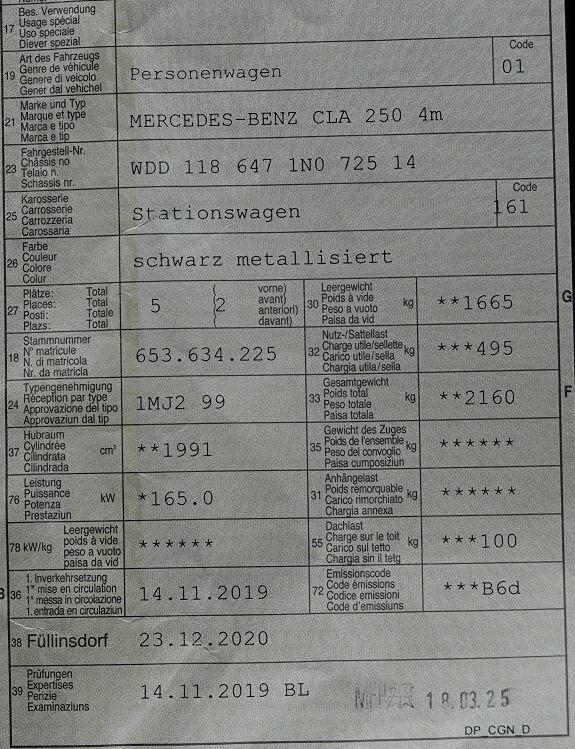 17 Bes. Verwendung
Usage spécial
Uso speciale
Diever spezial
19 Art des Fahrzeugs
Genre de véhicule
Genere di veicolo
Gener dal vehichel
Personenwagen
Code
01
21 Marke und Typ
Marque et type
Marca e tipo
Marca e tip
MERCEDES-BENZ CLA 250 4m
23 Fahrgestell-Nr.
Châssis no
Telaio n.
Schassis nr.
WDD 118 647 1N0 725 14
25 Karosserie
Carrosserie
Carrozzeria
Carossaria
Stationswagen
Code
161
26 Farbe
Couleur
Colore
Colur
schwarz metallisiert
27 Plätze: Total
Places: Total
Posti: Totale
Plazs: Total
5 2
vorne)
avant)
anteriori)
davant)
30 Leergewicht
Poids à vide
Peso a vuoto
Paisa da vid
kg
**1665
G
18 Stammnummer
N° matricule
N. di matricola
Nr. da matricla
653.634.225
32 Nutz-/Sattellast
Charge utile/sellette
Carico utile/sella
Chargia utila/sella
kg
***495
24 Typengenehmigung
Réception par type
Approvazione del tipo
Approvaziun dal tip
1MJ2 99
33 Gesamtgewicht
Poids total
Peso totale
Paisa totala
kg
**2160
F
37 Hubraum
Cylindrée
Cilindrata
Cilindrada
cm³
**1991
35 Gewicht des Zuges
Poids de l'ensemble
Peso del convoglio
Paisa cumposiziun
kg
******
76 Leistung
Puissance
Potenza
Prestaziun
kW
*165.0
31 Anhängelast
Poids remorquable
Carico rimorchiato
Chargia annexa
kg
******
78 kW/kg
Leergewicht
poids à vide
peso a vuoto
paisa da vid
******
55 Dachlast
Charge sur le toit
Carico sul tetto
Chargia sin il tetg
kg
***100
36 1. Inverkehrsetzung
1re mise en circulation
1a messa in circolazione
1. entrada en circulaziun
14.11.2019
72 Emissionscode
Code émissions
Codice emissioni
Code d'emissiuns
***B6d
38 Füllinsdorf 23.12.2020
39 Prüfungen
Expertises
Perizie
Examinaziuns
14.11.2019 BL
18.03.25
DP CGN D